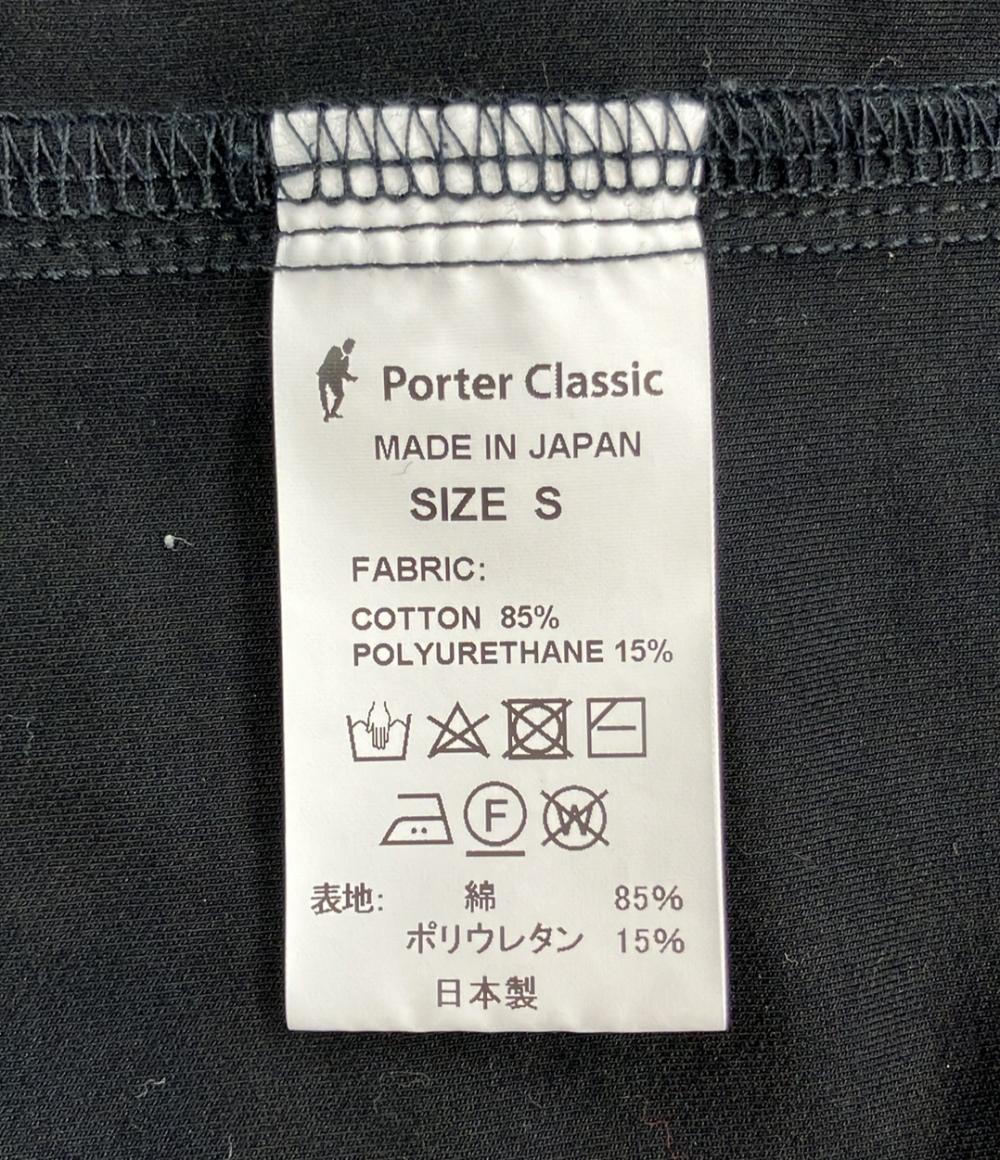 Porter Classic
MADE IN JAPAN
SIZE S
FABRIC:
COTTON 85%
POLYURETHANE 15%
F W
表地: 綿 85%
ポリウレタン 15%
日本製